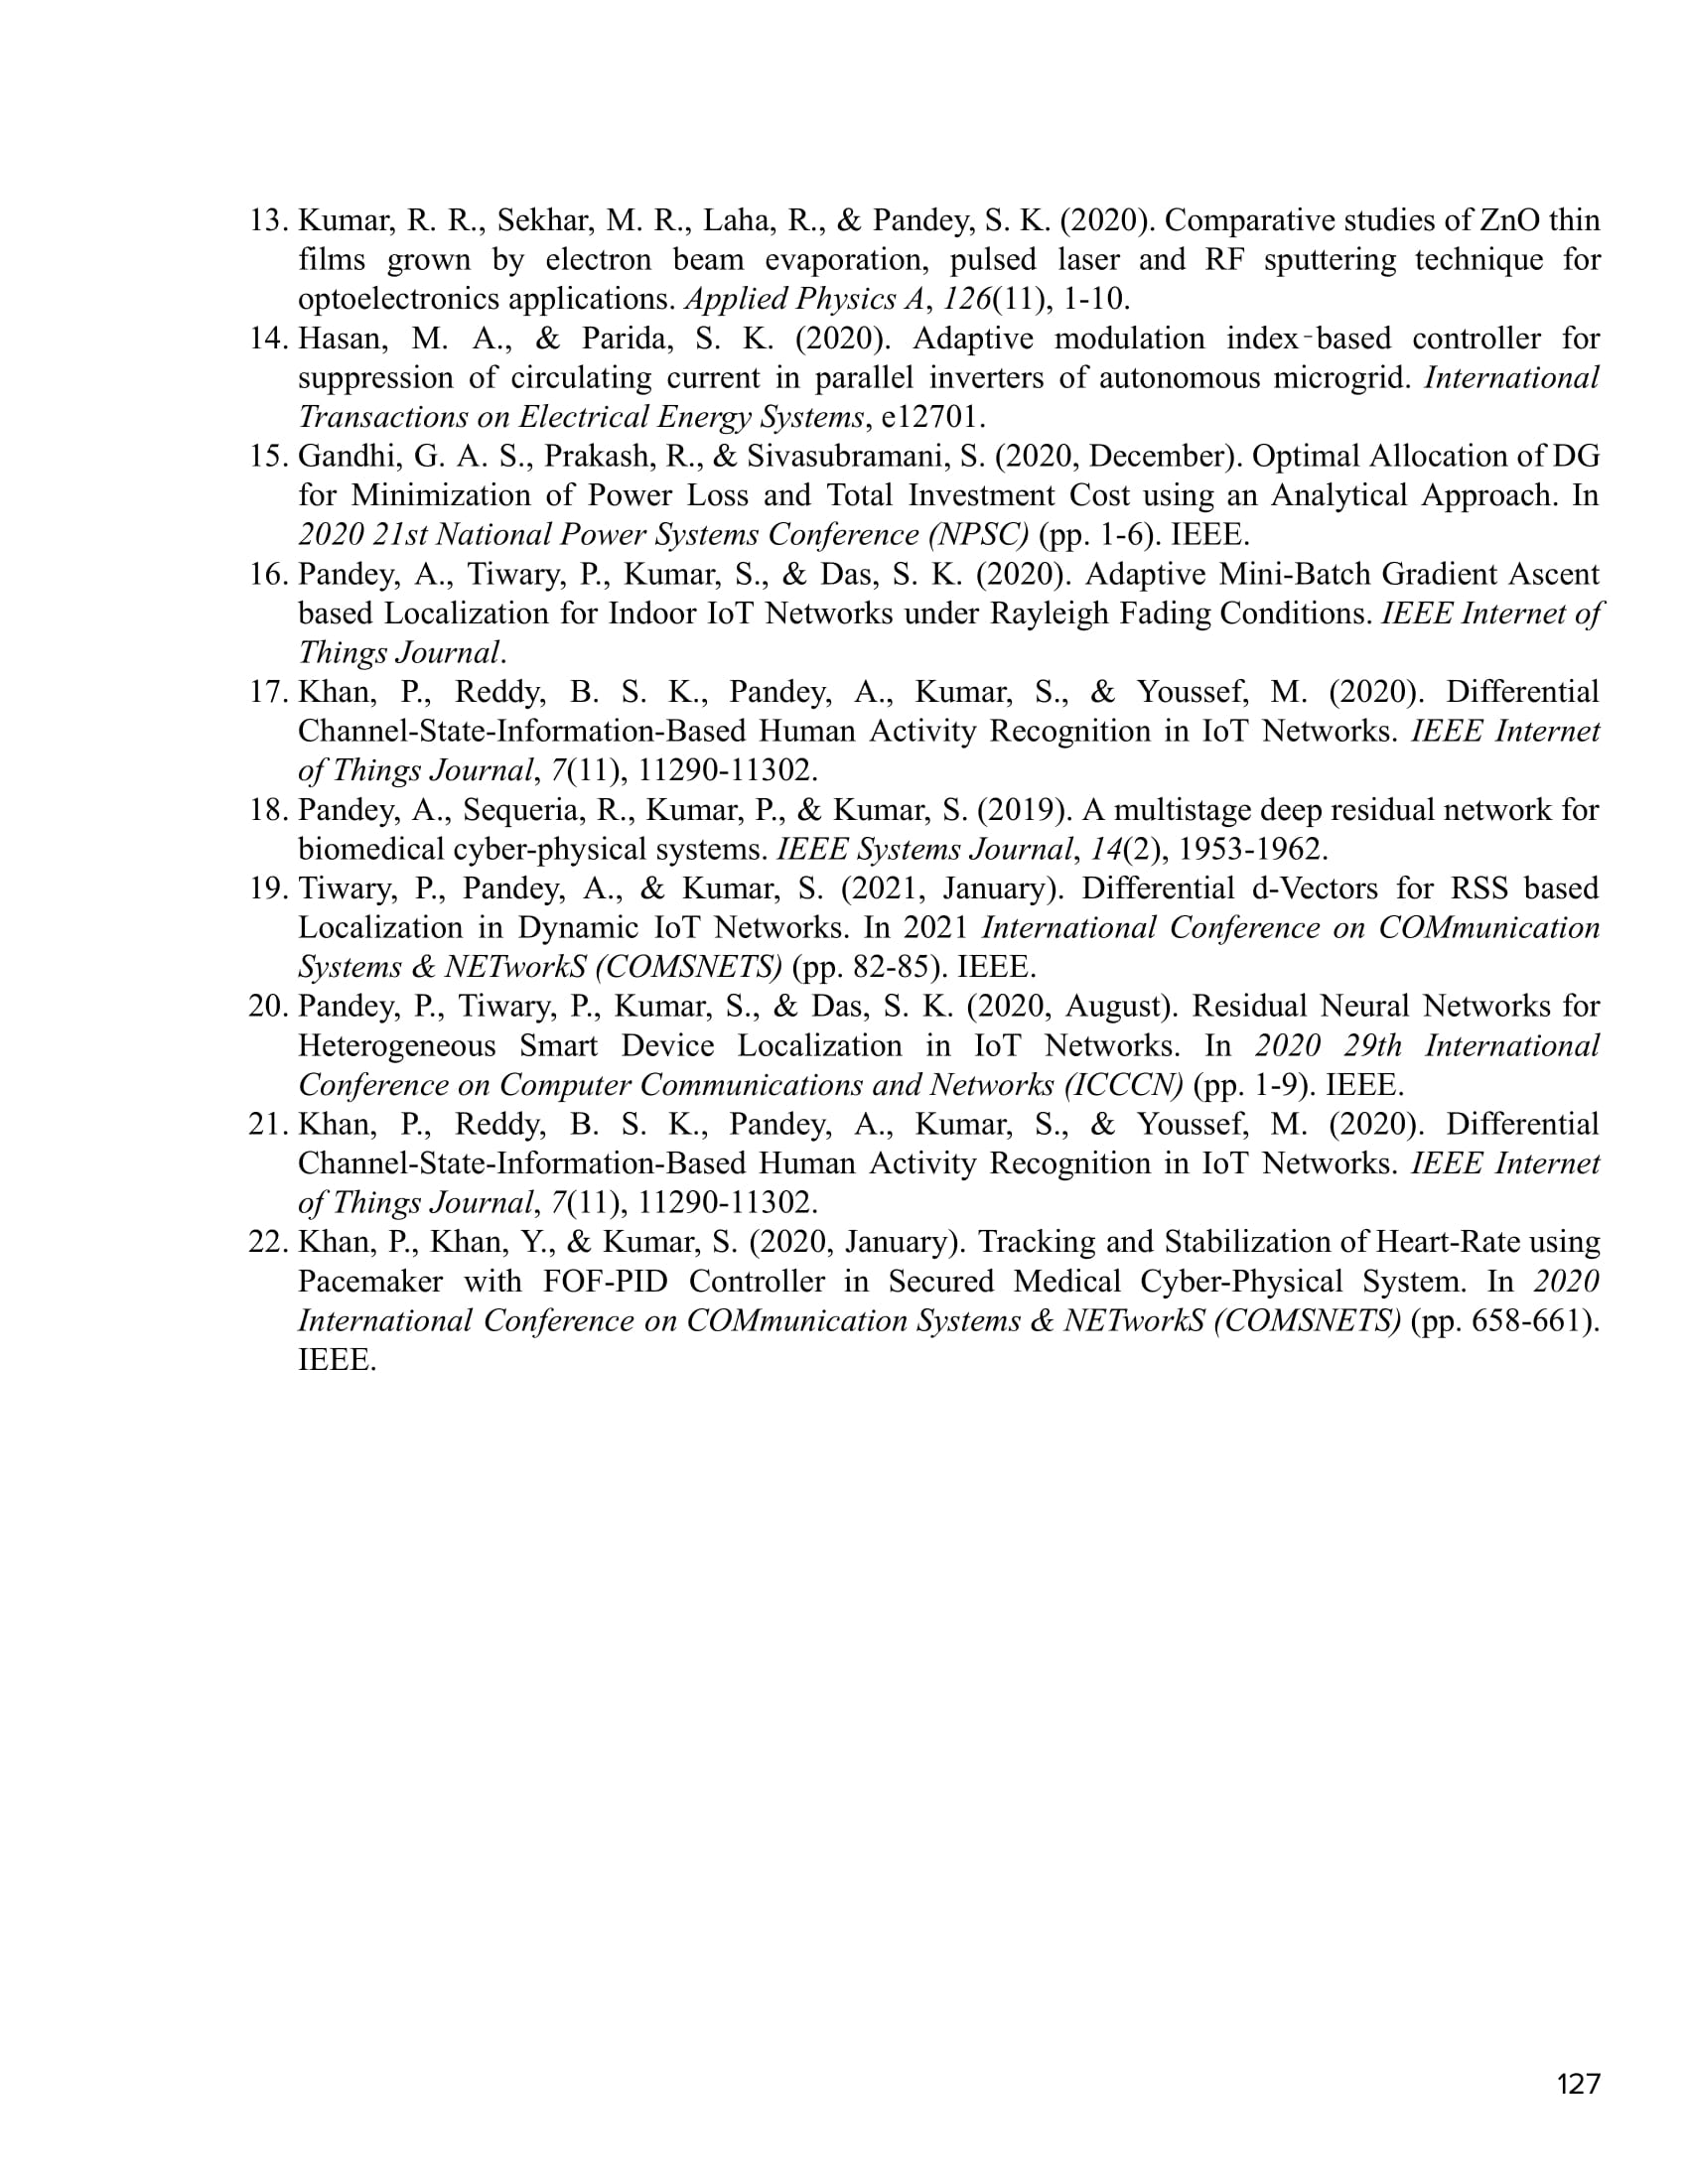 13. Kumar, R. R., Sekhar, M. R., Laha, R., & Pandey, S. K. (2020). Comparative studies of ZnO thin
films grown by electron beam evaporation, pulsed laser and RF sputtering technique for
optoelectronics applications. Applied Physics A, 126(11), 1-10.
14. Hasan, M. A., & Parida, S. K. (2020). Adaptive modulation index-based controller for
suppression of circulating current in parallel inverters of autonomous microgrid. International
Transactions on Electrical Energy Systems, e12701.
15. Gandhi, G. A. S., Prakash, R., & Sivasubramani, S. (2020, December). Optimal Allocation of DG
for Minimization of Power Loss and Total Investment Cost using an Analytical Approach. In
2020 21st National Power Systems Conference (NPSC) (pp. 1-6). IEEE.
16. Pandey, A., Tiwary, P., Kumar, S., & Das, S. K. (2020). Adaptive Mini-Batch Gradient Ascent
based Localization for Indoor IoT Networks under Rayleigh Fading Conditions. IEEE Internet of
Things Journal.
17. Khan, P., Reddy, B. S. K., Pandey, A., Kumar, S., & Youssef, M. (2020). Differential
Channel-State-Information-Based Human Activity Recognition in IoT Networks. IEEE Internet
of Things Journal, 7(11), 11290-11302.
18. Pandey, A., Sequeria, R., Kumar, P., & Kumar, S. (2019). A multistage deep residual network for
biomedical cyber-physical systems. IEEE Systems Journal, 14(2), 1953-1962.
19. Tiwary, P., Pandey, A., & Kumar, S. (2021, January). Differential d-Vectors for RSS based
Localization in Dynamic IoT Networks. In 2021 International Conference on COMmunication
Systems & NETworkS (COMSNETS) (pp. 82-85). IEEE.
20. Pandey, P., Tiwary, P., Kumar, S., & Das, S. K. (2020, August). Residual Neural Networks for
Heterogeneous Smart Device Localization in IoT Networks. In 2020 29th International
Conference on Computer Communications and Networks (ICCCN) (pp. 1-9). IEEE.
21. Khan, P., Reddy, B. S. K., Pandey, A., Kumar, S., & Youssef, M. (2020). Differential
Channel-State-Information-Based Human Activity Recognition in IoT Networks. IEEE Internet
of Things Journal, 7(11), 11290-11302.
22. Khan, P., Khan, Y., & Kumar, S. (2020, January). Tracking and Stabilization of Heart-Rate using
Pacemaker with FOF-PID Controller in Secured Medical Cyber-Physical System. In 2020
International Conference on COMmunication Systems & NETworkS (COMSNETS) (pp. 658-661).
IEEE.
127